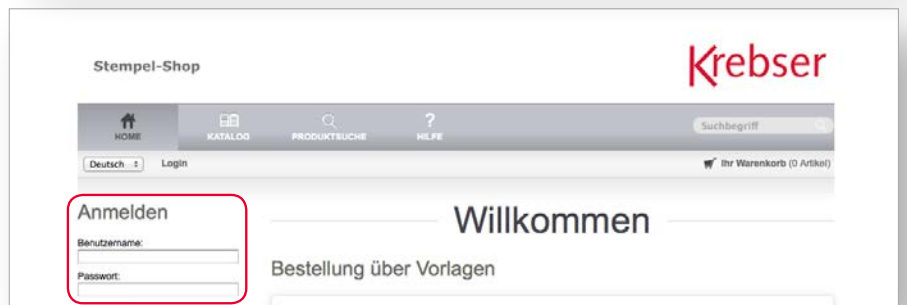 Stempel-Shop
Krebser
HOME
KATALOG
PRODUKTSUCHE
?
HILFE
Suchbegriff
Deutsch
Login
Ihr Warenkorb (0 Artikel)
Anmelden
Willkommen
Benutzername:
Bestellung über Vorlagen
Passwort: